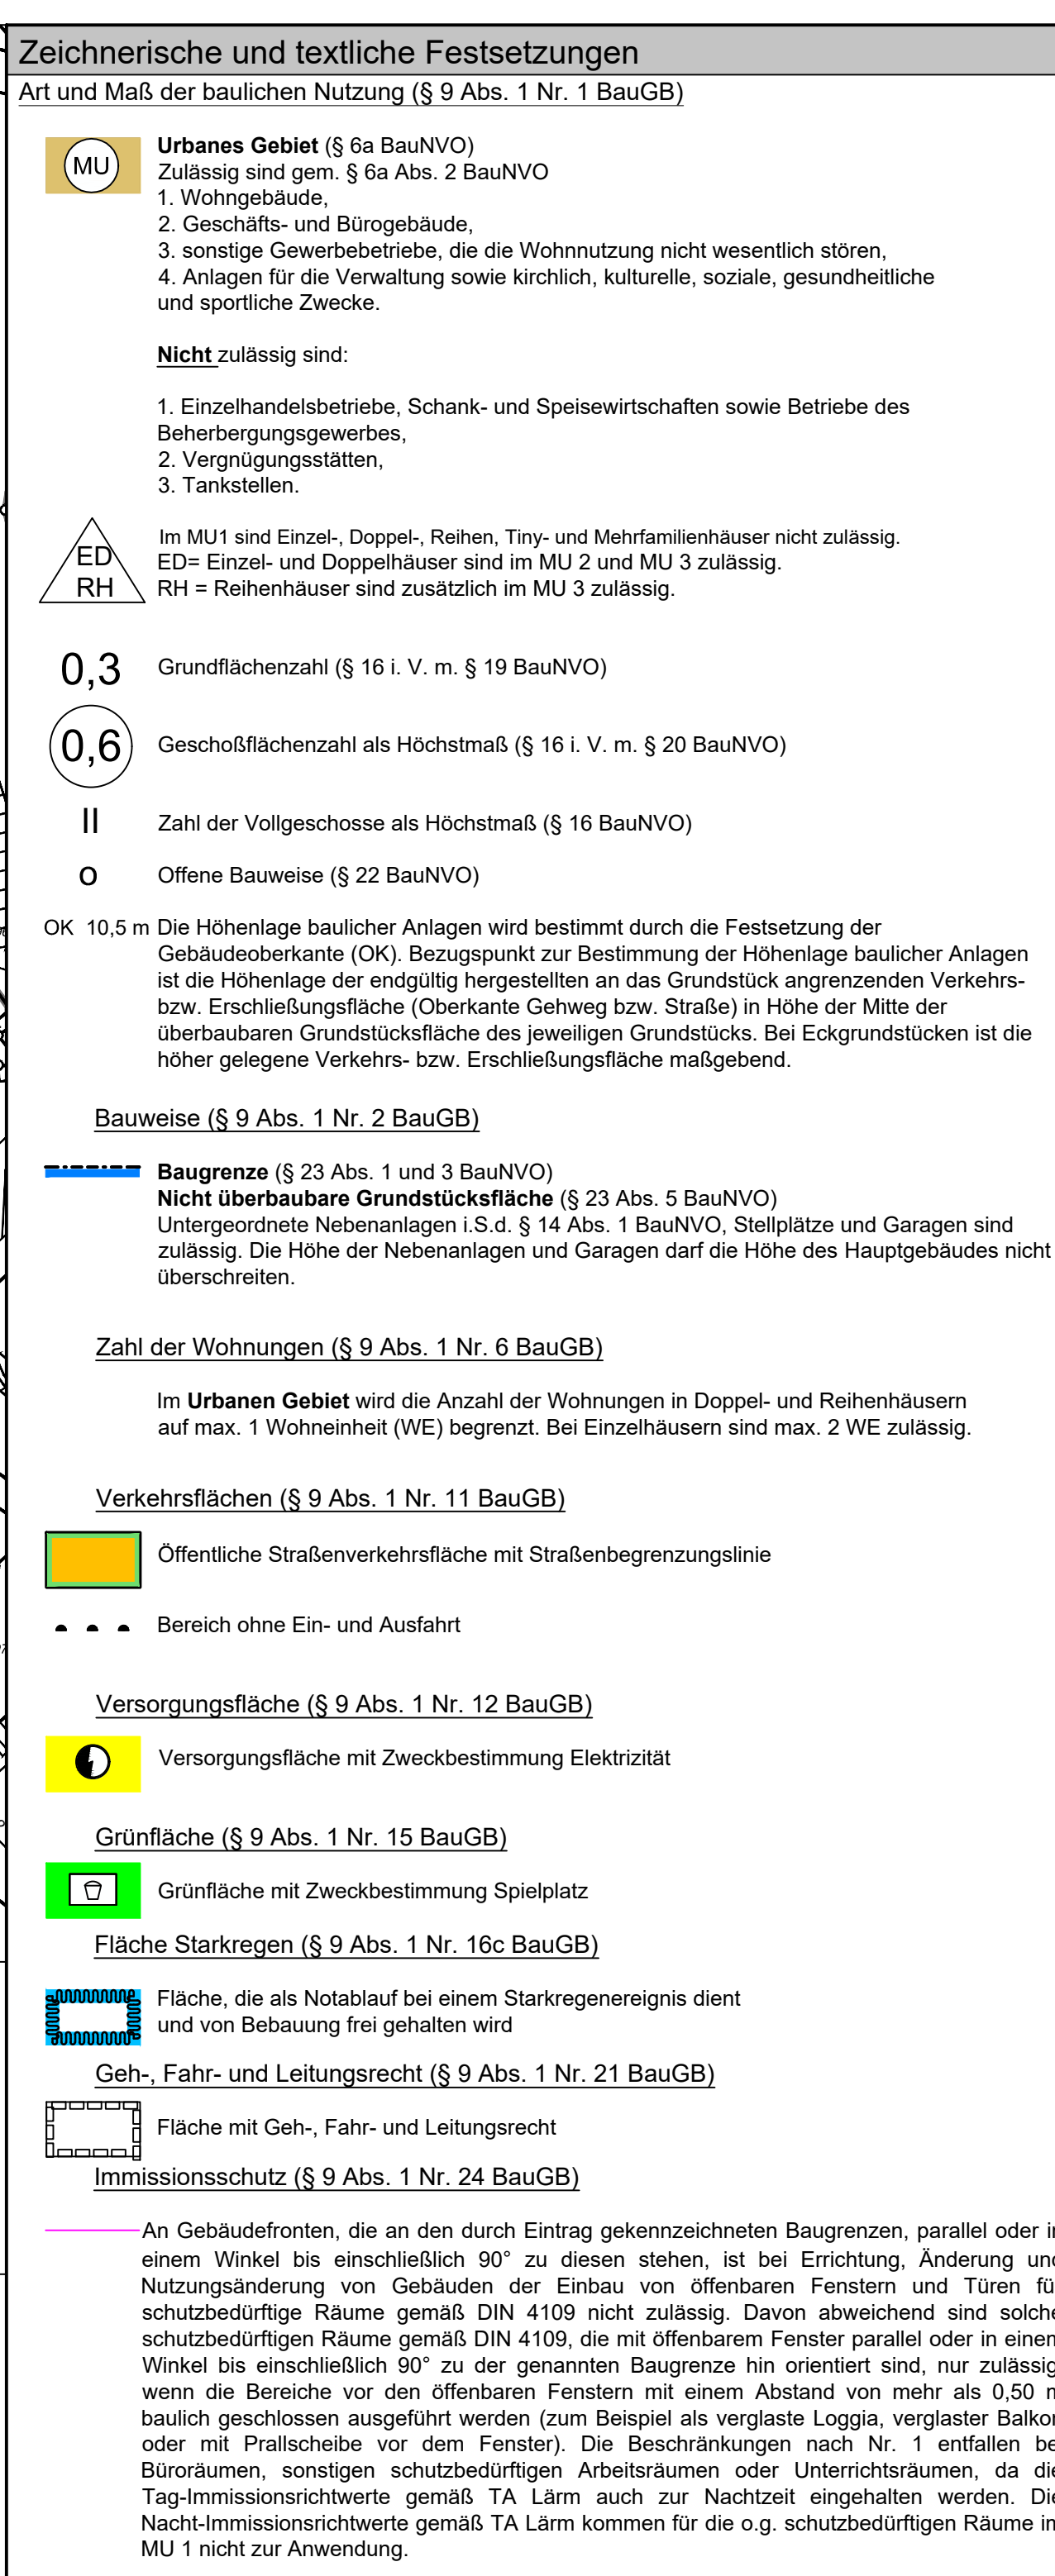 Zeichnerische und textliche Festsetzungen
Art und Maß der baulichen Nutzung (§ 9 Abs. 1 Nr. 1 BauGB)
MU
Urbanes Gebiet (§ 6a BauNVO)
Zulässig sind gem. § 6a Abs. 2 BauNVO
1. Wohngebäude,
2. Geschäfts- und Bürogebäude,
3. sonstige Gewerbebetriebe, die die Wohnnutzung nicht wesentlich stören,
4. Anlagen für die Verwaltung sowie kirchlich, kulturelle, soziale, gesundheitliche
und sportliche Zwecke.
Nicht zulässig sind:
1. Einzelhandelsbetriebe, Schank- und Speisewirtschaften sowie Betriebe des
Beherbergungsgewerbes,
2. Vergnügungsstätten,
3. Tankstellen.
ED
RH
Im MU1 sind Einzel-, Doppel-, Reihen, Tiny- und Mehrfamilienhäuser nicht zulässig.
ED= Einzel- und Doppelhäuser sind im MU 2 und MU 3 zulässig.
RH = Reihenhäuser sind zusätzlich im MU 3 zulässig.
0,3 Grundflächenzahl (§ 16 i. V. m. § 19 BauNVO)
0,6 Geschoßflächenzahl als Höchstmaß (§ 16 i. V. m. § 20 BauNVO)
II Zahl der Vollgeschosse als Höchstmaß (§ 16 BauNVO)
o Offene Bauweise (§ 22 BauNVO)
OK 10,5 m Die Höhenlage baulicher Anlagen wird bestimmt durch die Festsetzung der
Gebäudeoberkante (OK). Bezugspunkt zur Bestimmung der Höhenlage baulicher Anlagen
ist die Höhenlage der endgültig hergestellten an das Grundstück angrenzenden Verkehrs-
bzw. Erschließungsfläche (Oberkante Gehweg bzw. Straße) in Höhe der Mitte der
überbaubaren Grundstücksfläche des jeweiligen Grundstücks. Bei Eckgrundstücken ist die
höher gelegene Verkehrs- bzw. Erschließungsfläche maßgebend.
Bauweise (§ 9 Abs. 1 Nr. 2 BauGB)
Baugrenze (§ 23 Abs. 1 und 3 BauNVO)
Nicht überbaubare Grundstücksfläche (§ 23 Abs. 5 BauNVO)
Untergeordnete Nebenanlagen i.S.d. § 14 Abs. 1 BauNVO, Stellplätze und Garagen sind
zulässig. Die Höhe der Nebenanlagen und Garagen darf die Höhe des Hauptgebäudes nicht
überschreiten.
Zahl der Wohnungen (§ 9 Abs. 1 Nr. 6 BauGB)
Im Urbanen Gebiet wird die Anzahl der Wohnungen in Doppel- und Reihenhäusern
auf max. 1 Wohneinheit (WE) begrenzt. Bei Einzelhäusern sind max. 2 WE zulässig.
Verkehrsflächen (§ 9 Abs. 1 Nr. 11 BauGB)
Öffentliche Straßenverkehrsfläche mit Straßenbegrenzungslinie
Bereich ohne Ein- und Ausfahrt
Versorgungsfläche (§ 9 Abs. 1 Nr. 12 BauGB)
Versorgungsfläche mit Zweckbestimmung Elektrizität
Grünfläche (§ 9 Abs. 1 Nr. 15 BauGB)
Grünfläche mit Zweckbestimmung Spielplatz
Fläche Starkregen (§ 9 Abs. 1 Nr. 16c BauGB)
Fläche, die als Notablauf bei einem Starkregenereignis dient
und von Bebauung frei gehalten wird
Geh-, Fahr- und Leitungsrecht (§ 9 Abs. 1 Nr. 21 BauGB)
Fläche mit Geh-, Fahr- und Leitungsrecht
Immissionsschutz (§ 9 Abs. 1 Nr. 24 BauGB)
An Gebäudefronten, die an den durch Eintrag gekennzeichneten Baugrenzen, parallel oder
einem Winkel bis einschließlich 90° zu diesen stehen, ist bei Errichtung, Änderung
Nutzungsänderung von Gebäuden der Einbau von öffenbaren Fenstern und Türen
schutzbedürftige Räume gemäß DIN 4109 nicht zulässig. Davon abweichend sind
schutzbedürftigen Räume gemäß DIN 4109, die mit öffenbarem Fenster parallel oder in
Winkel bis einschließlich 90° zu der genannten Baugrenze hin orientiert sind, nur zulässig
wenn die Bereiche vor den öffenbaren Fenstern mit einem Abstand von mehr als 0,50
baulich geschlossen ausgeführt werden (zum Beispiel als verglaste Loggia, verglaster
oder mit Prallscheibe vor dem Fenster). Die Beschränkungen nach Nr. 1 entfallen
Büroräumen, sonstigen schutzbedürftigen Arbeitsräumen oder Unterrichtsräumen, da
Tag-Immissionsrichtwerte gemäß TA Lärm auch zur Nachtzeit eingehalten werden.
Nacht-Immissionsrichtwerte gemäß TA Lärm kommen für die o.g. schutzbedürftigen Räume
MU 1 nicht zur Anwendung.